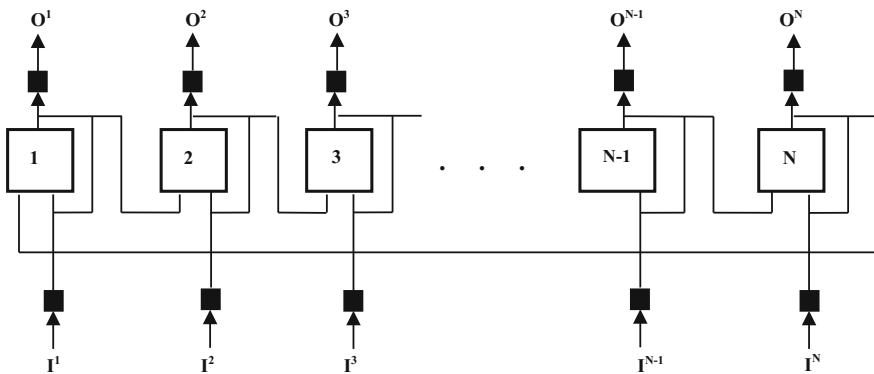 O¹ O² O³ Oᴺ⁻¹ Oᴺ
1 2 3 . . . N-1 N
I¹ I² I³ Iᴺ⁻¹ Iᴺ